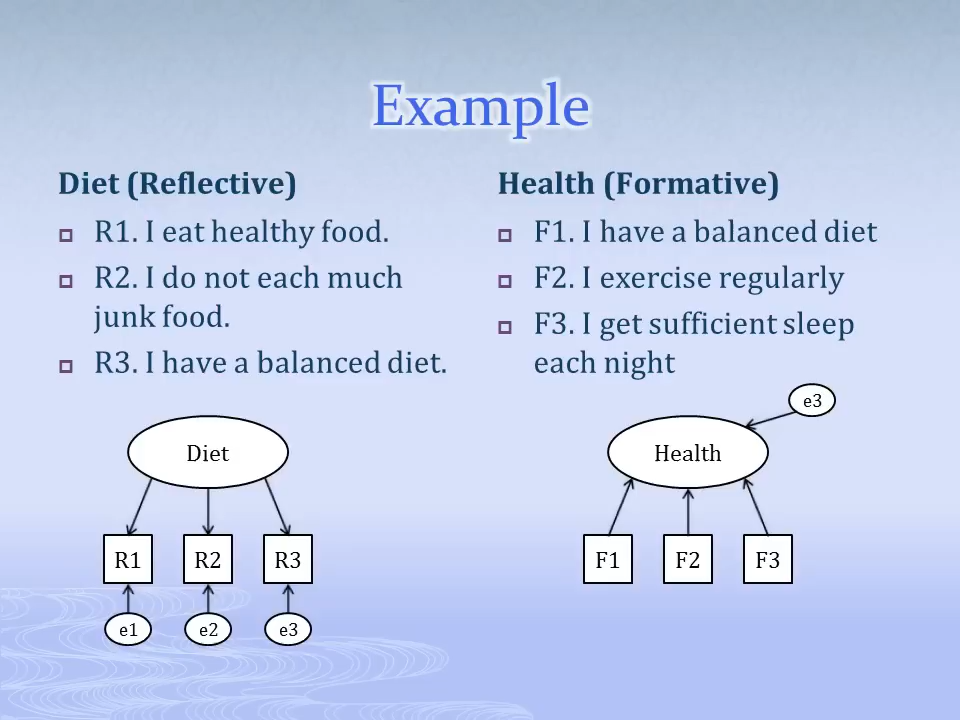 Example
Diet (Reflective)
R1. I eat healthy food.
R2. I do not each much
junk food.
R3. I have a balanced diet.
Health (Formative)
F1. I have a balanced diet
F2. I exercise regularly
F3. I get sufficient sleep
each night
Diet
R1 R2 R3
e1 e2 e3
e3
Health
F1 F2 F3